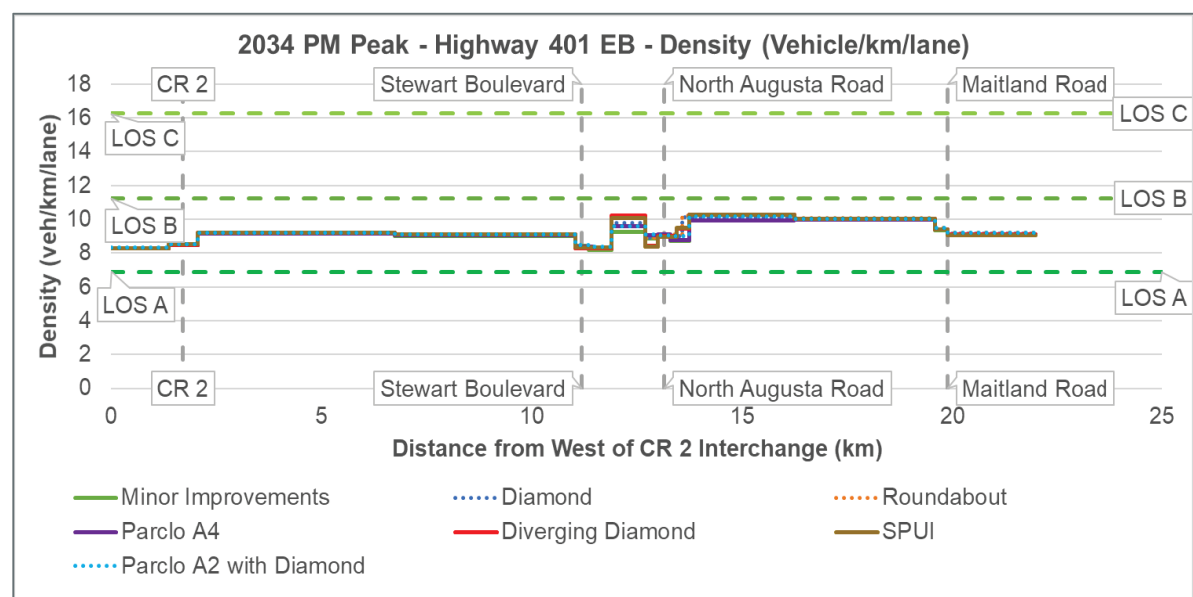 2034 PM Peak - Highway 401 EB - Density (Vehicle/km/lane)
Density (veh/km/lane)
18
16
14
12
10
8
6
4
2
0
CR 2
Stewart Boulevard
North Augusta Road
Maitland Road
LOS C
LOS C
LOS B
LOS B
LOS A
LOS A
CR 2
Stewart Boulevard
North Augusta Road
Maitland Road
0 5 10 15 20 25
Distance from West of CR 2 Interchange (km)
Minor Improvements Diamond Roundabout
Parclo A4 Diverging Diamond SPUI
Parclo A2 with Diamond